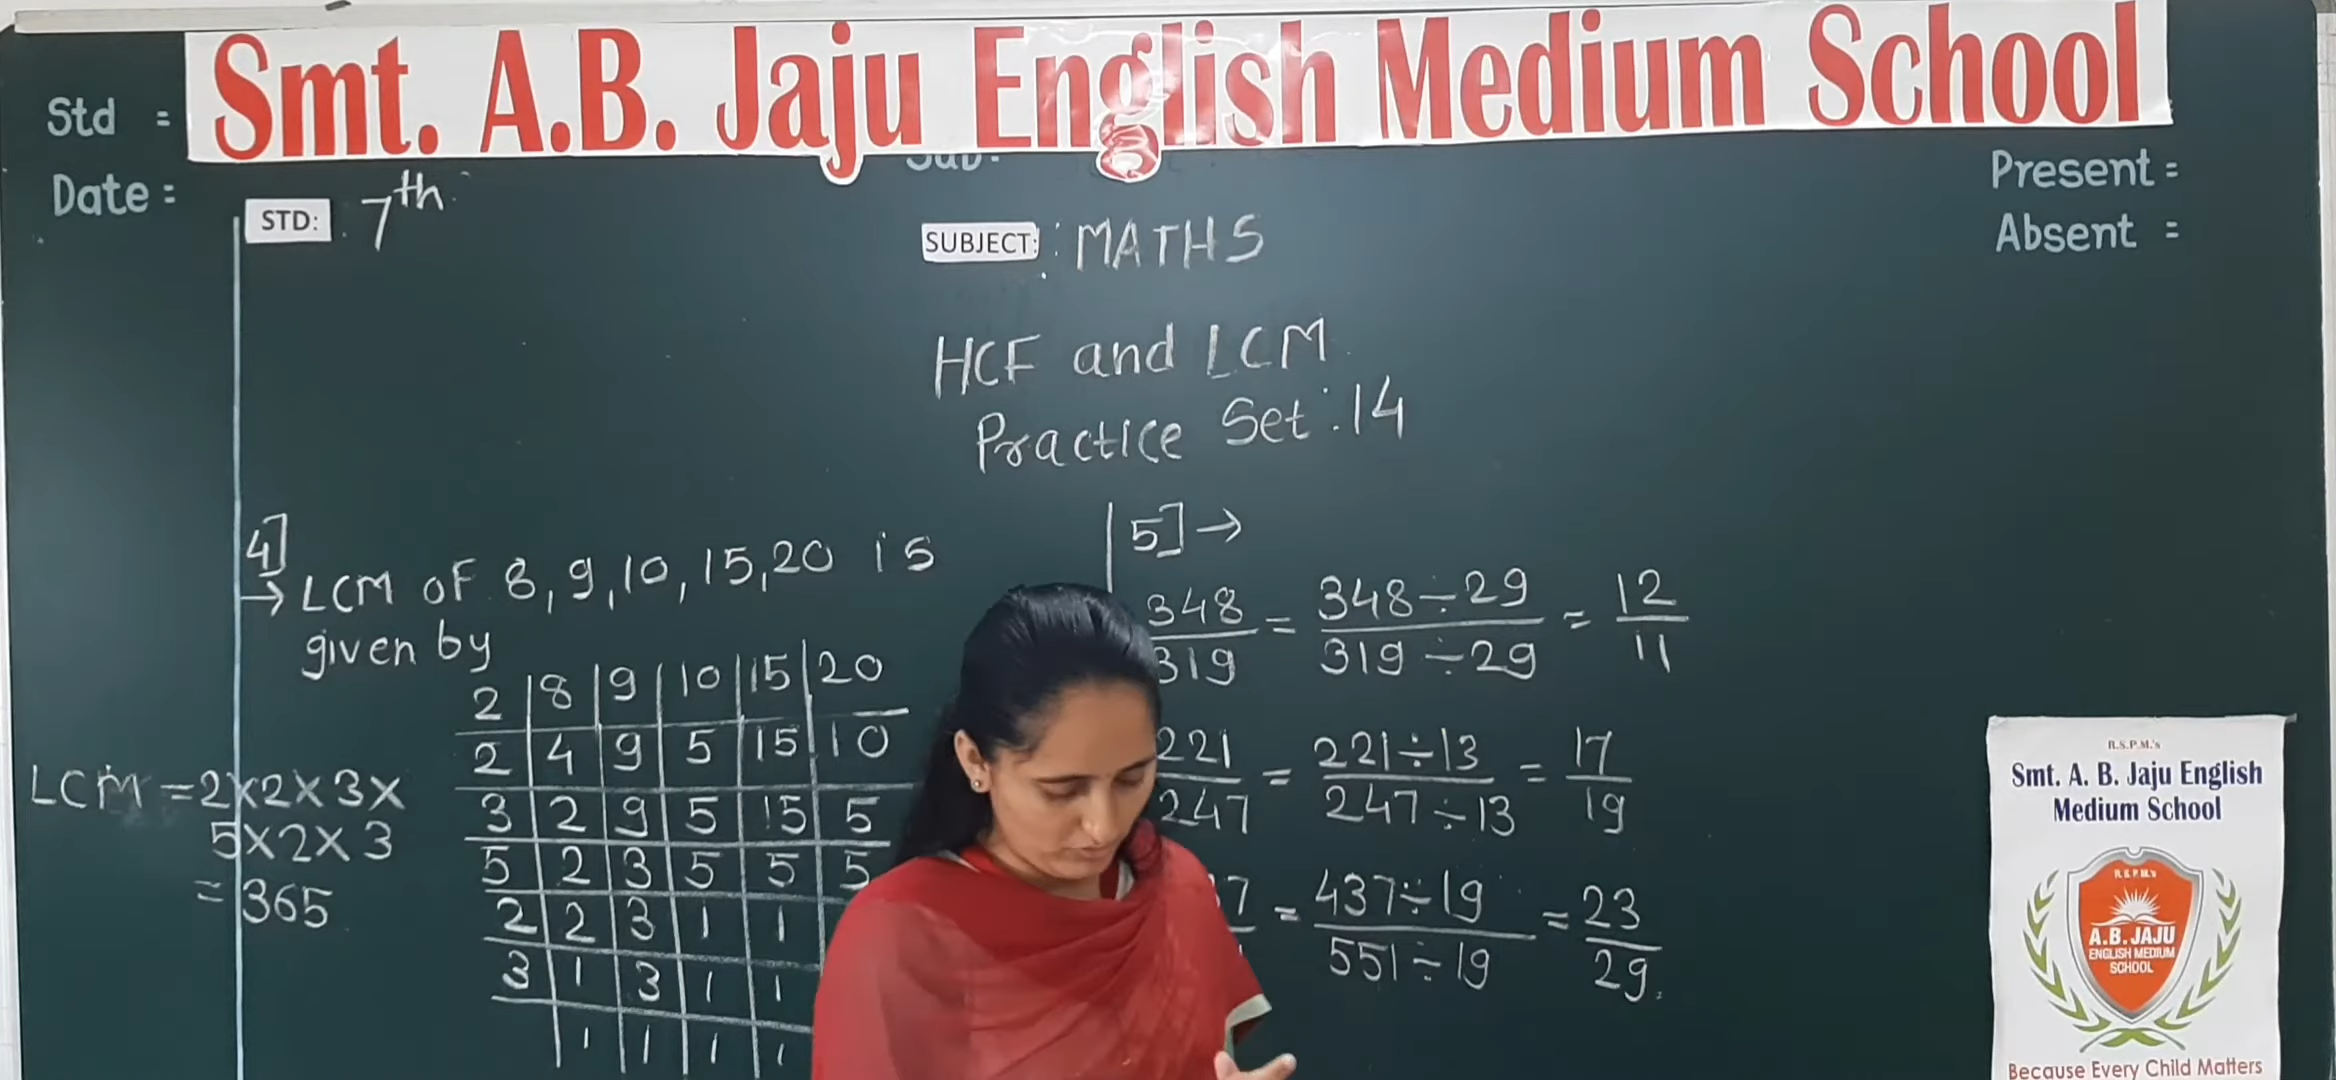 Smt. A.B. Jaju English Medium School
Std =
Date =
Present =
Absent =
STD: 7th
SUBJECT: MATHS
HCF and LCM
Practice Set : 14
4]
→ LCM OF 8, 9, 10, 15, 20 is
given by
2 | 8 | 9 | 10 | 15 | 20
2 | 4 | 9 | 5 | 15 | 10
3 | 2 | 9 | 5 | 15 | 5
5 | 2 | 3 | 5 | 5 | 5
2 | 2 | 3 | 1 | 1
3 | 1 | 3 | 1 | 1
1 | 1 | 1 | 1
LCM = 2×2×3×
5×2×3
= 365
5] →
348/319 = 348÷29/319÷29 = 12/11
221/247 = 221÷13/247÷13 = 17/19
7 = 437÷19/551÷19 = 23/29.
R.S.P.M.'s
Smt. A. B. Jaju English
Medium School
R.S.P.M.'s
A.B. JAJU
ENGLISH MEDIUM
SCHOOL
Because Every Child Matters